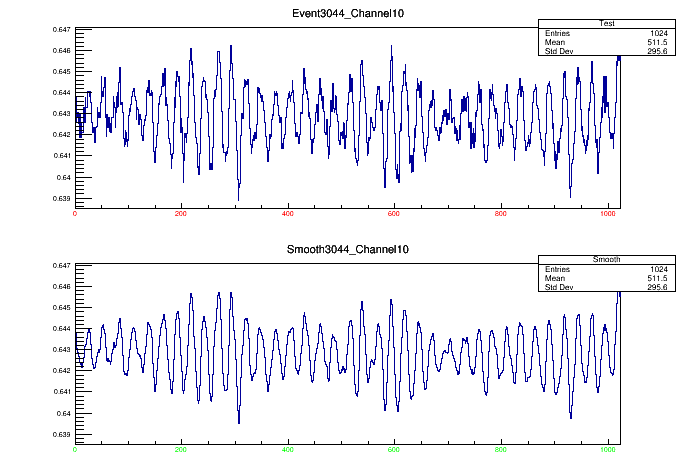 Event3044_Channel10
Test
Entries 1024
Mean 511.5
Std Dev 295.6
0.647
0.646
0.645
0.644
0.643
0.642
0.641
0.64
0.639
0 200 400 600 800 1000
Smooth3044_Channel10
Smooth
Entries 1024
Mean 511.5
Std Dev 295.6
0.647
0.646
0.645
0.644
0.643
0.642
0.641
0.64
0.639
0 200 400 600 800 1000